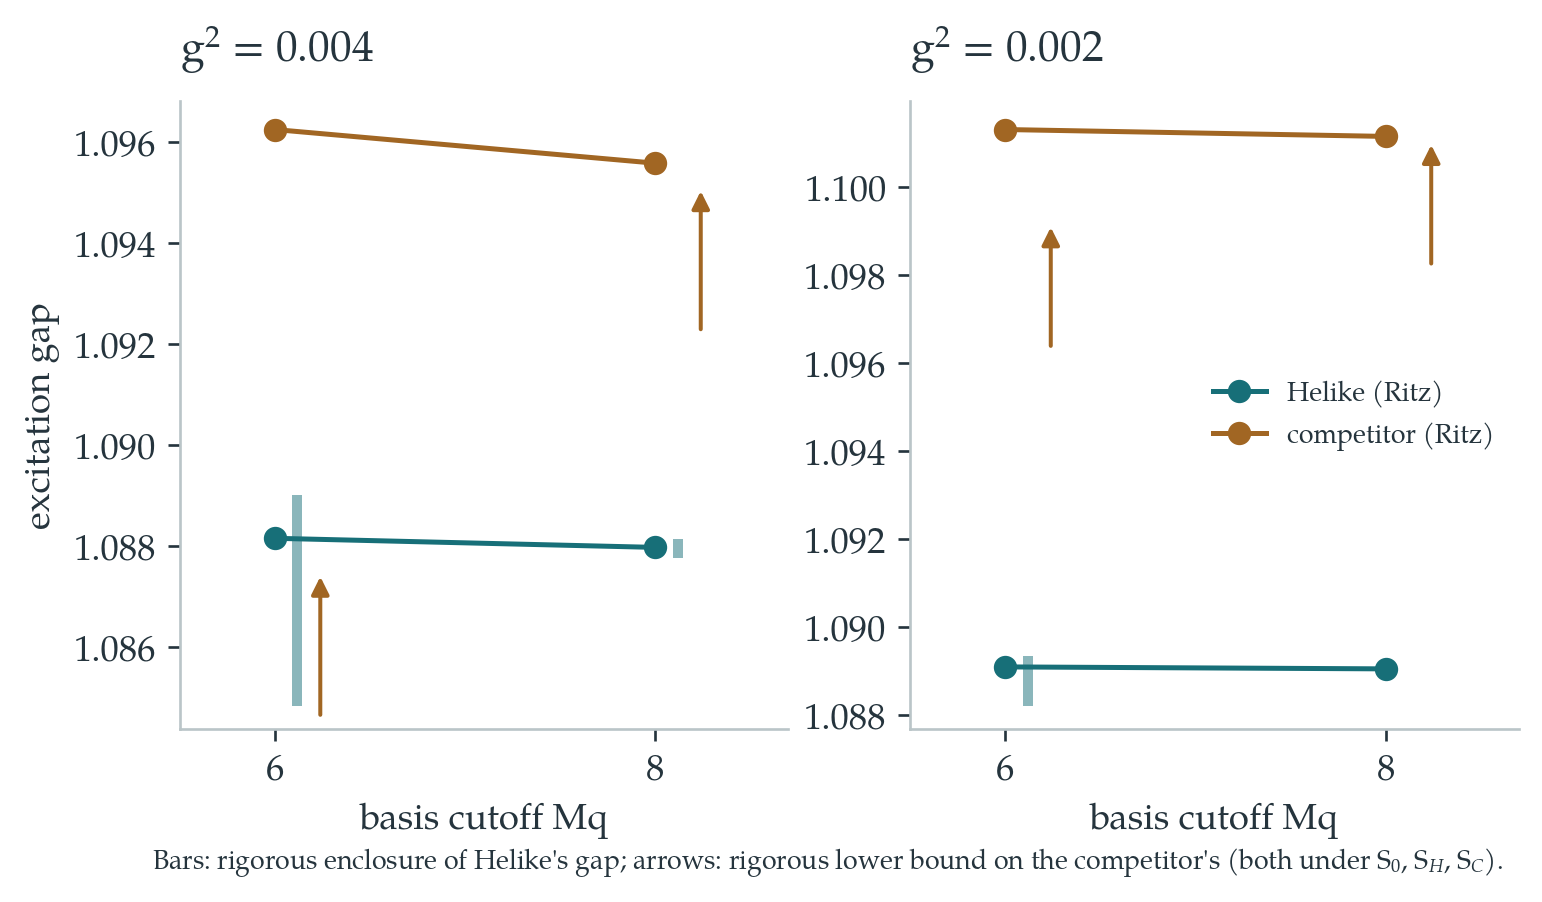 g² = 0.004
g² = 0.002
excitation gap
1.096
1.094
1.092
1.090
1.088
1.086
6
8
basis cutoff Mq
1.100
1.098
1.096
1.094
1.092
1.090
1.088
6
8
basis cutoff Mq
Helike (Ritz)
competitor (Ritz)
Bars: rigorous enclosure of Helike's gap; arrows: rigorous lower bound on the competitor's (both under S₀, S_H, S_C).